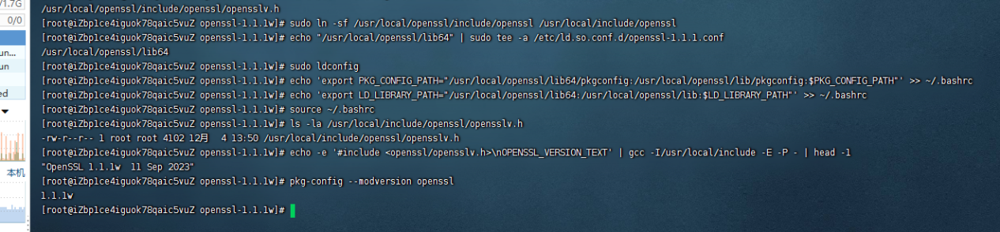 /1.7G
0/0
un...
un
ed
本机
/usr/local/openssl/include/openssl/opensslv.h
[root@iZbp1ce4iguok78qaic5vuZ openssl-1.1.1w]# sudo ln -sf /usr/local/openssl/include/openssl /usr/local/include/openssl
[root@iZbp1ce4iguok78qaic5vuZ openssl-1.1.1w]# echo "/usr/local/openssl/lib64" | sudo tee -a /etc/ld.so.conf.d/openssl-1.1.1.conf
/usr/local/openssl/lib64
[root@iZbp1ce4iguok78qaic5vuZ openssl-1.1.1w]# sudo ldconfig
[root@iZbp1ce4iguok78qaic5vuZ openssl-1.1.1w]# echo 'export PKG_CONFIG_PATH="/usr/local/openssl/lib64/pkgconfig:/usr/local/openssl/lib/pkgconfig:$PKG_CONFIG_PATH"' >> ~/.bashrc
[root@iZbp1ce4iguok78qaic5vuZ openssl-1.1.1w]# echo 'export LD_LIBRARY_PATH="/usr/local/openssl/lib64:/usr/local/openssl/lib:$LD_LIBRARY_PATH"' >> ~/.bashrc
[root@iZbp1ce4iguok78qaic5vuZ openssl-1.1.1w]# source ~/.bashrc
[root@iZbp1ce4iguok78qaic5vuZ openssl-1.1.1w]# ls -la /usr/local/include/openssl/opensslv.h
-rw-r--r-- 1 root root 4102 12月  4 13:50 /usr/local/include/openssl/opensslv.h
[root@iZbp1ce4iguok78qaic5vuZ openssl-1.1.1w]# echo -e '#include <openssl/opensslv.h>\nOPENSSL_VERSION_TEXT' | gcc -I/usr/local/include -E -P - | head -1
"OpenSSL 1.1.1w  11 Sep 2023"
[root@iZbp1ce4iguok78qaic5vuZ openssl-1.1.1w]# pkg-config --modversion openssl
1.1.1w
[root@iZbp1ce4iguok78qaic5vuZ openssl-1.1.1w]#